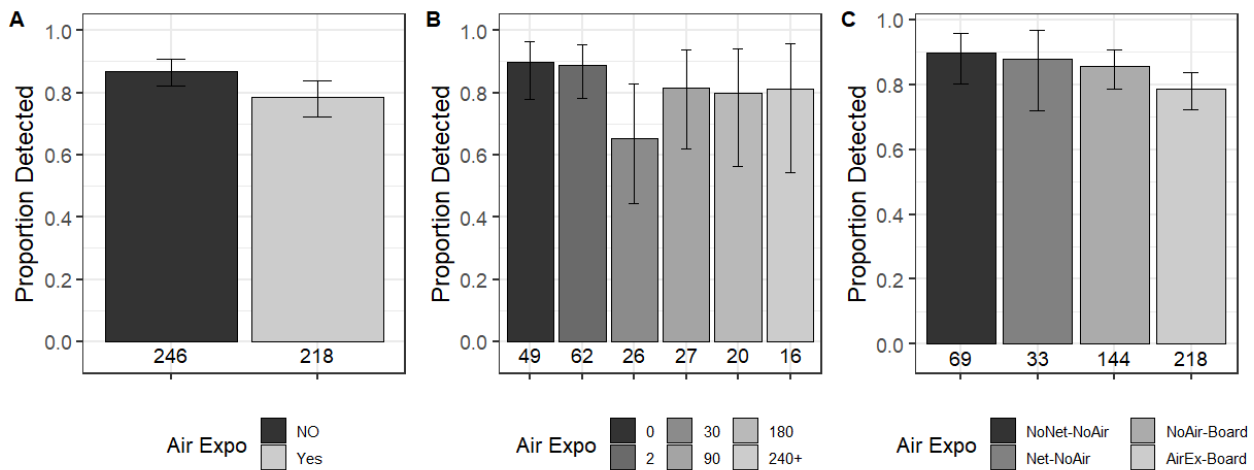 A
Proportion Detected
1.0
0.8
0.6
0.4
0.2
0.0
246 218
Air Expo
NO
Yes
B
Proportion Detected
1.0
0.8
0.6
0.4
0.2
0.0
49 62 26 27 20 16
Air Expo
0 30 180
2 90 240+
C
Proportion Detected
1.0
0.8
0.6
0.4
0.2
0.0
69 33 144 218
Air Expo
NoNet-NoAir NoAir-Board
Net-NoAir AirEx-Board